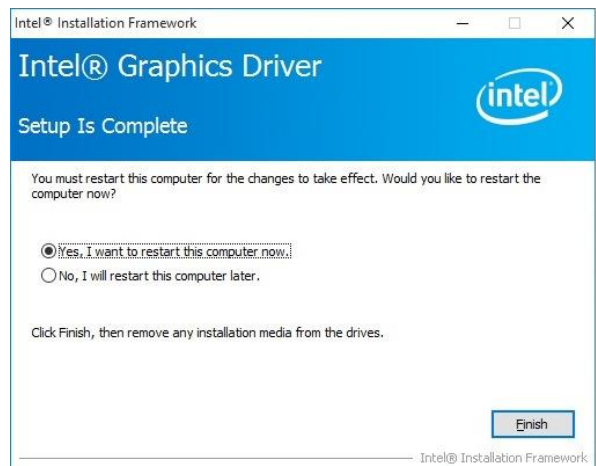 Intel® Installation Framework
Intel® Graphics Driver
intel
Setup Is Complete
You must restart this computer for the changes to take effect. Would you like to restart the
computer now?
Yes, I want to restart this computer now.
No, I will restart this computer later.
Click Finish, then remove any installation media from the drives.
Finish
Intel® Installation Framework